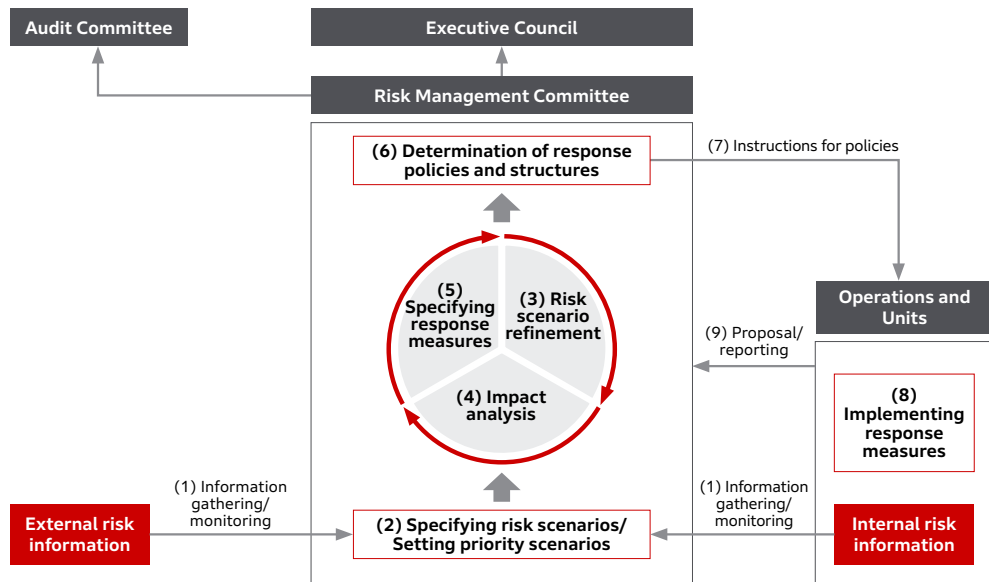 Audit Committee
Executive Council
Risk Management Committee
(6) Determination of response
policies and structures
(7) Instructions for policies
(5)
Specifying
response
measures
(3) Risk
scenario
refinement
(4) Impact
analysis
Operations and
Units
(9) Proposal/
reporting
(8)
Implementing
response
measures
(1) Information
gathering/
monitoring
External risk
information
(2) Specifying risk scenarios/
Setting priority scenarios
(1) Information
gathering/
monitoring
Internal risk
information